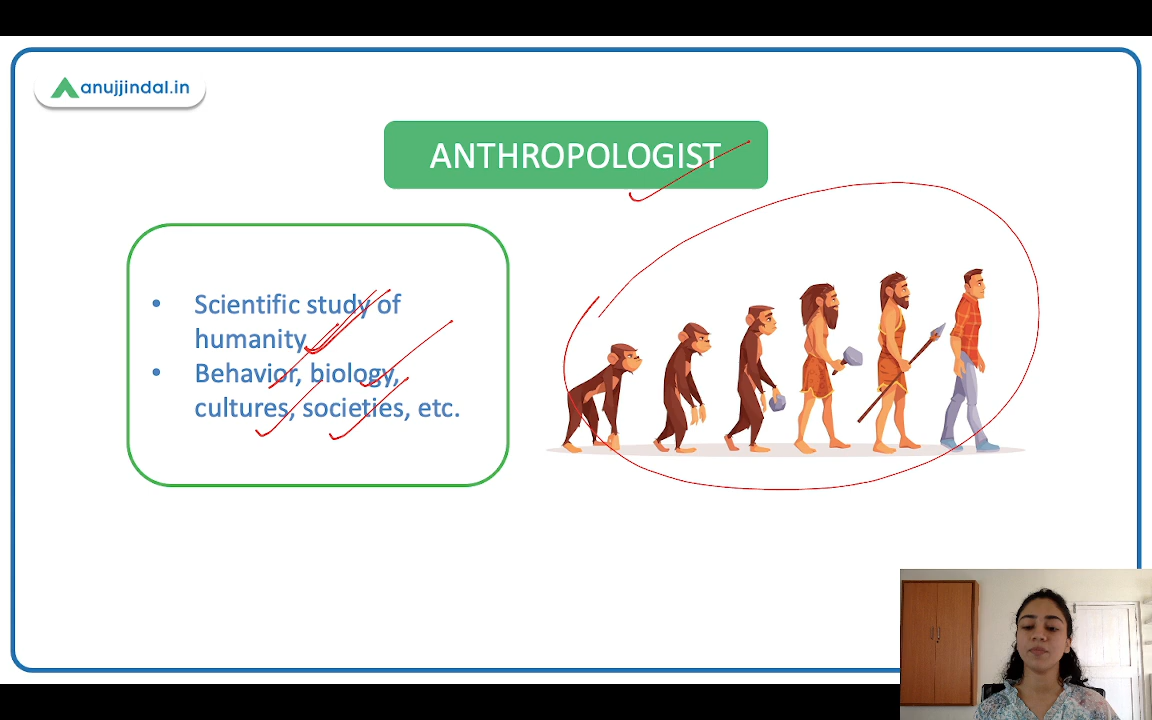 anujjindal.in
ANTHROPOLOGIST
• Scientific study of
humanity
• Behavior, biology,
cultures, societies, etc.